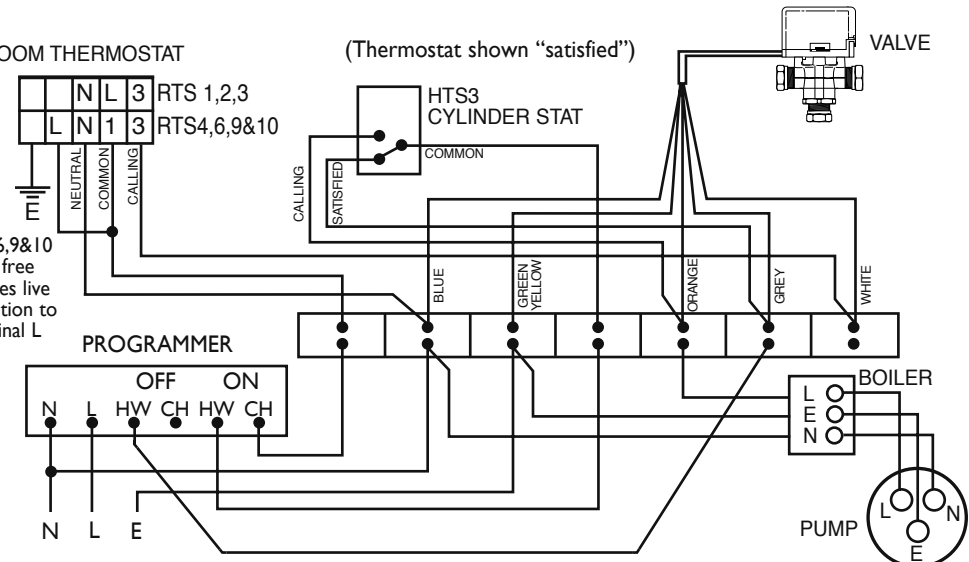 OOM THERMOSTAT
N L 3 RTS 1,2,3
L N 1 3 RTS4,6,9&10
NEUTRAL
COMMON
CALLING
E
6,9&10
free
es live
tion to
inal L
(Thermostat shown “satisfied”)
HTS3
CYLINDER STAT
COMMON
CALLING
SATISFIED
VALVE
BLUE
GREEN
YELLOW
ORANGE
GREY
WHITE
PROGRAMMER
OFF ON
N L HW CH HW CH
N L E
BOILER
L
E
N
PUMP
L N
E